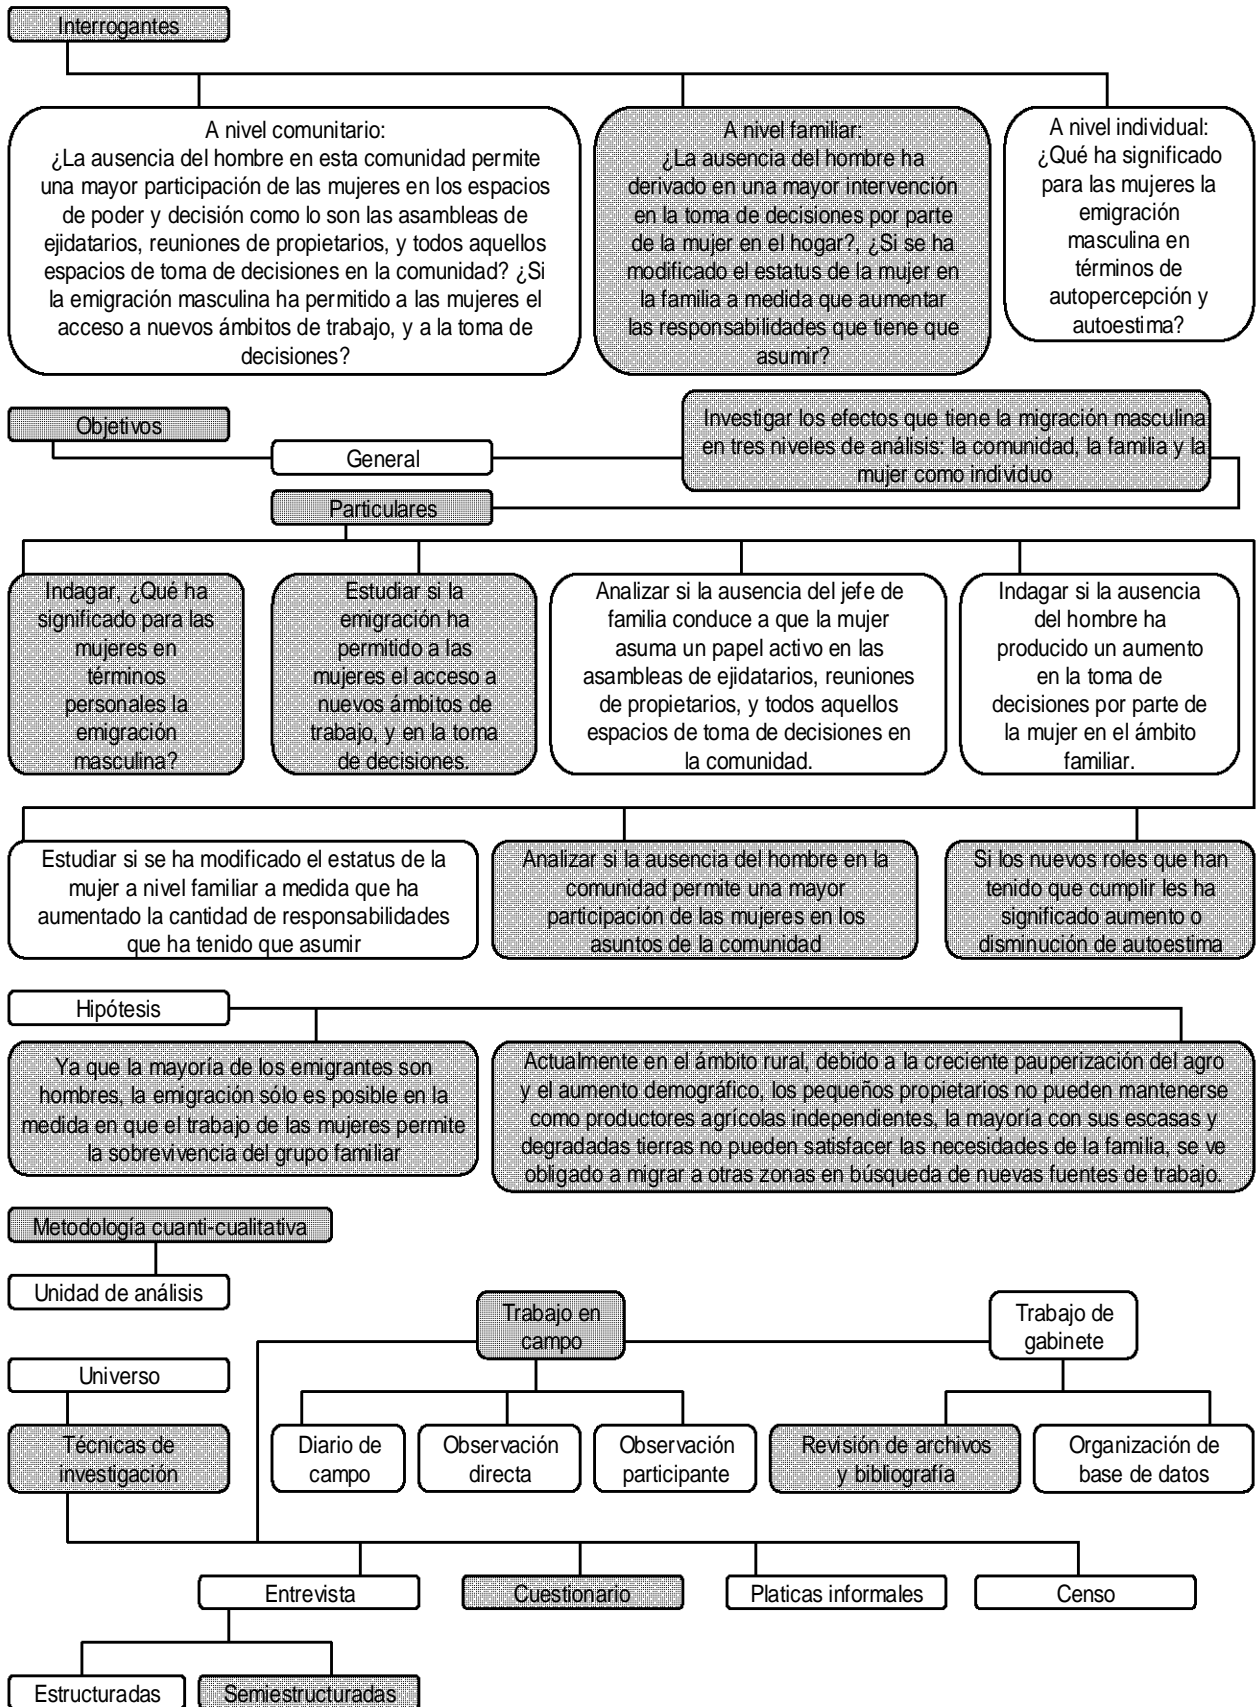 Interrogantes
A nivel comunitario:
¿La ausencia del hombre en esta comunidad permite
una mayor participación de las mujeres en los espacios
de poder y decisión como lo son las asambleas de
ejidatarios, reuniones de propietarios, y todos aquellos
espacios de toma de decisiones en la comunidad? ¿Si
la emigración masculina ha permitido a las mujeres el
acceso a nuevos ámbitos de trabajo, y a la toma de
decisiones?
A nivel familiar:
¿La ausencia del hombre ha
derivado en una mayor intervención
en la toma de decisiones por parte
de la mujer en el hogar?, ¿Si se ha
modificado el estatus de la mujer en
la familia a medida que aumentar
las responsabilidades que tiene que
asumir?
A nivel individual:
¿Qué ha significado
para las mujeres la
emigración
masculina en
términos de
autopercepción y
autoestima?
Objetivos
General
Investigar los efectos que tiene la migración masculina
en tres niveles de análisis: la comunidad, la familia y la
mujer como individuo
Particulares
Indagar, ¿Qué ha
significado para las
mujeres en
términos
personales la
emigración
masculina?
Estudiar si la
emigración ha
permitido a las
mujeres el acceso a
nuevos ámbitos de
trabajo, y en la toma
de decisiones.
Analizar si la ausencia del jefe de
familia conduce a que la mujer
asuma un papel activo en las
asambleas de ejidatarios, reuniones
de propietarios, y todos aquellos
espacios de toma de decisiones en
la comunidad.
Indagar si la ausencia
del hombre ha
producido un aumento
en la toma de
decisiones por parte de
la mujer en el ámbito
familiar.
Estudiar si se ha modificado el estatus de la
mujer a nivel familiar a medida que ha
aumentado la cantidad de responsabilidades
que ha tenido que asumir
Analizar si la ausencia del hombre en la
comunidad permite una mayor
participación de las mujeres en los
asuntos de la comunidad
Si los nuevos roles que han
tenido que cumplir les ha
significado aumento o
disminución de autoestima
Hipótesis
Ya que la mayoría de los emigrantes son
hombres, la emigración sólo es posible en la
medida en que el trabajo de las mujeres permite
la sobrevivencia del grupo familiar
Actualmente en el ámbito rural, debido a la creciente pauperización del agro
y el aumento demográfico, los pequeños propietarios no pueden mantenerse
como productores agrícolas independientes, la mayoría con sus escasas y
degradadas tierras no pueden satisfacer las necesidades de la familia, se ve
obligado a migrar a otras zonas en búsqueda de nuevas fuentes de trabajo.
Metodología cuanti-cualitativa
Unidad de análisis
Trabajo en
campo
Trabajo de
gabinete
Universo
Técnicas de
investigación
Diario de
campo
Observación
directa
Observación
participante
Revisión de archivos
y bibliografía
Organización de
base de datos
Entrevista
Cuestionario
Platicas informales
Censo
Estructuradas
Semiestructuradas